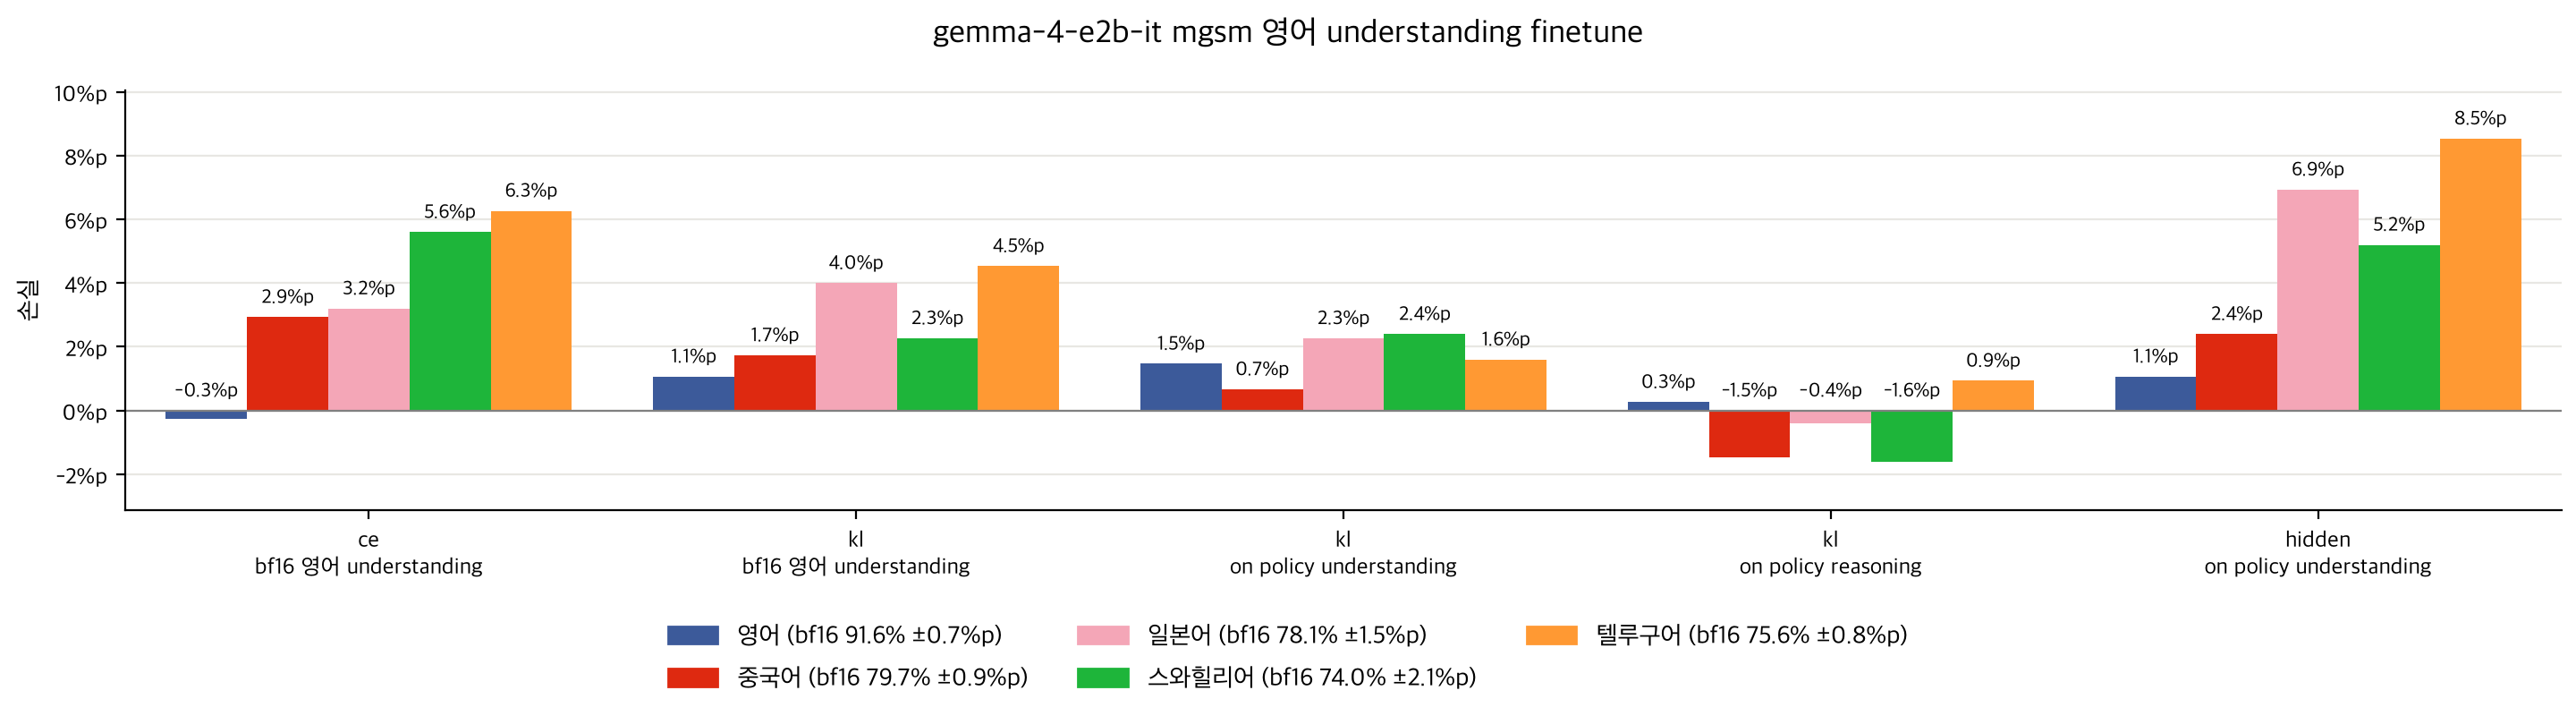 gemma-4-e2b-it mgsm 영어 understanding finetune
손실
10%p
8%p
6%p
4%p
2%p
0%p
-2%p
-0.3%p
2.9%p
3.2%p
5.6%p
6.3%p
1.1%p
1.7%p
4.0%p
2.3%p
4.5%p
1.5%p
0.7%p
2.3%p
2.4%p
1.6%p
0.3%p
-1.5%p
-0.4%p
-1.6%p
0.9%p
1.1%p
2.4%p
6.9%p
5.2%p
8.5%p
ce
bf16 영어 understanding
kl
bf16 영어 understanding
kl
on policy understanding
kl
on policy reasoning
hidden
on policy understanding
영어 (bf16 91.6% ±0.7%p)
중국어 (bf16 79.7% ±0.9%p)
일본어 (bf16 78.1% ±1.5%p)
스와힐리어 (bf16 74.0% ±2.1%p)
텔루구어 (bf16 75.6% ±0.8%p)